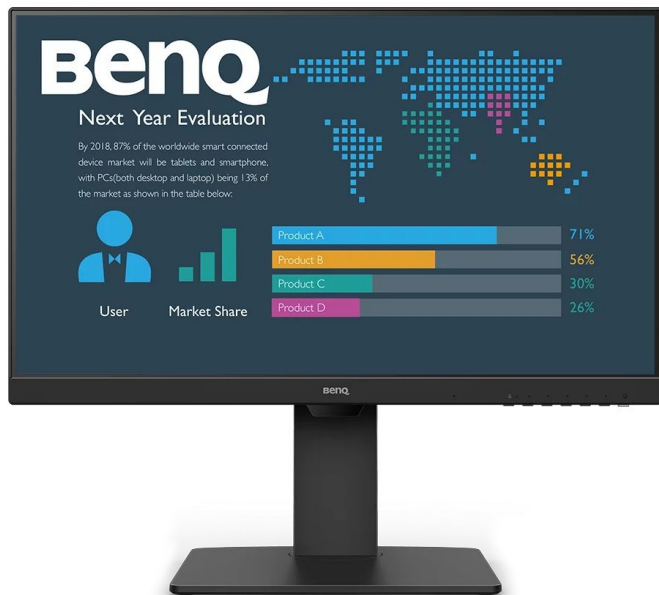 BenQ
Next Year Evaluation
By 2018, 87% of the worldwide smart connected
device market will be tablets and smartphone,
with PCs(both desktop and laptop) being 13% of
the market as shown in the table below:
User
Market Share
Product A 71%
Product B 56%
Product C 30%
Product D 26%
BenQ